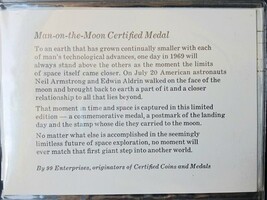 Man-on-the-Moon Certified Medal
To an earth that has grown continually smaller with each
of man's technological advances, one day in 1969 will
always stand above the others as the moment the limits
of space itself came closer. On July 20 American astronauts
Neil Armstrong and Edwin Aldrin walked on the face of the
moon and brought back to earth a part of it and a closer
relationship to all that lies beyond.
That moment in time and space is captured in this limited
edition — a commemorative medal, a postmark of the landing
day and the stamp whose die they carried to the moon.
No matter what else is accomplished in the seemingly
limitless future of space exploration, no moment will
ever match that first giant step into another world.
By 99 Enterprises, originators of Certified Coins and Medals